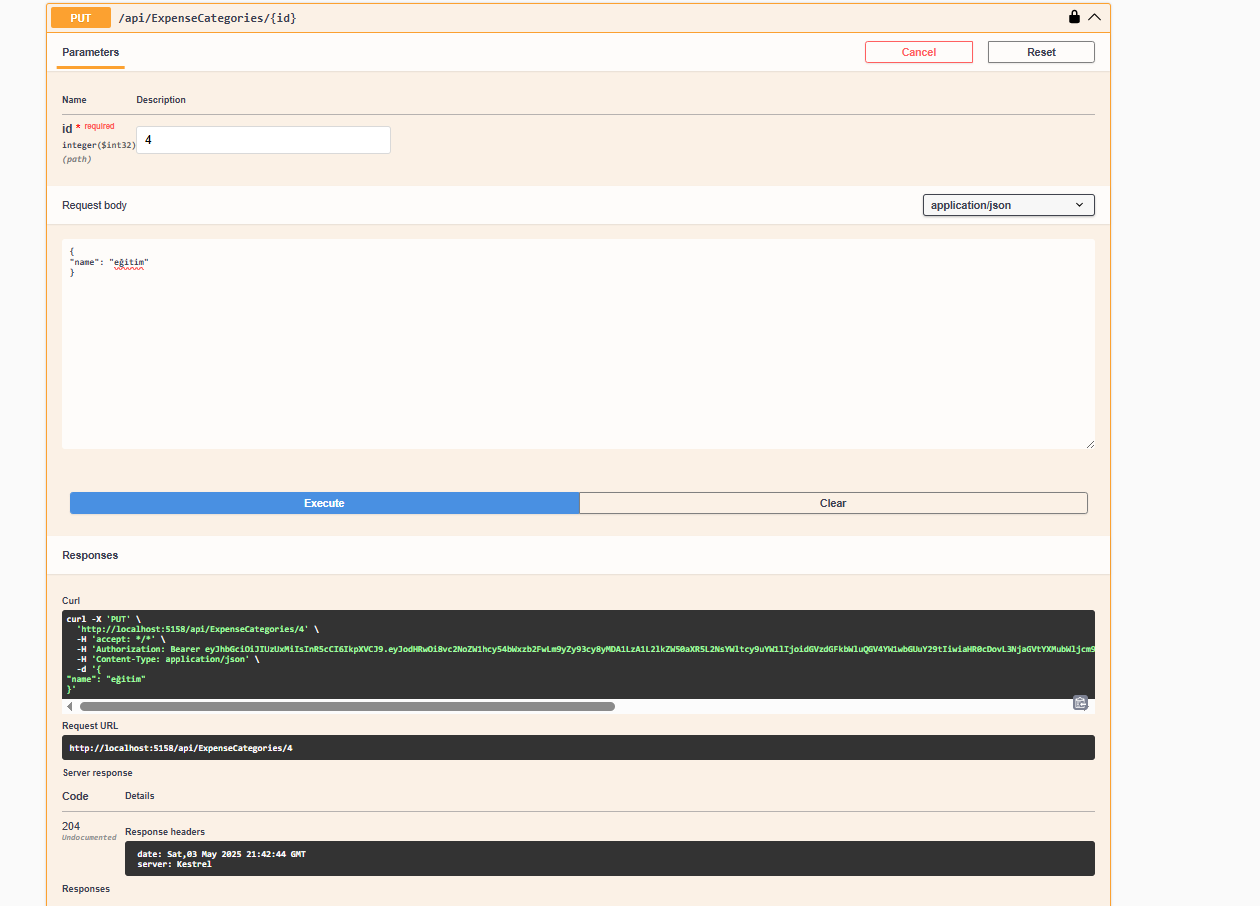 PUT /api/ExpenseCategories/{id}
Parameters
Cancel
Reset
Name Description
id * required
integer($int32)
(path)
4
Request body
application/json
{
"name": "eğitim"
}
Execute
Clear
Responses
Curl
curl -X 'PUT' \
'http://localhost:5158/api/ExpenseCategories/4' \
-H 'accept: */*' \
-H 'Authorization: Bearer
-H 'Content-Type: application/json' \
-d '{
"name": "eğitim"
}'
Request URL
http://localhost:5158/api/ExpenseCategories/4
Server response
Code Details
204
Undocumented
Response headers
date: Sat,03 May 2025 21:42:44 GMT
server: Kestrel
Responses